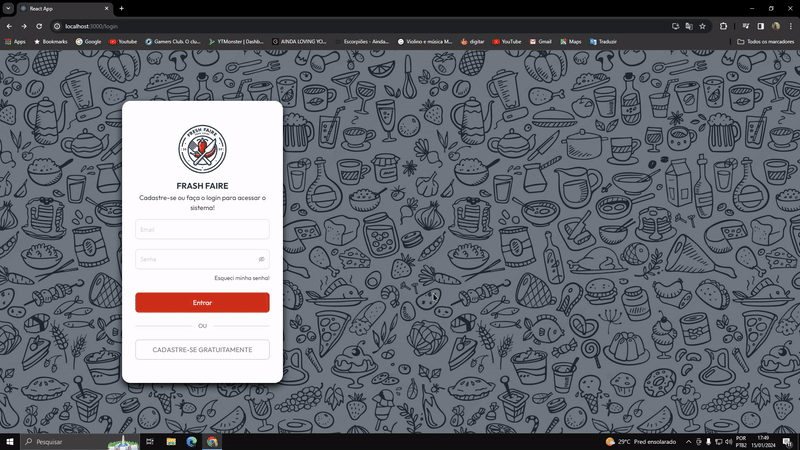 React App
localhost:3000/login
Apps
Bookmarks
Google
Youtube
Gamers Club. O clu...
YTMonster | Dashb...
AINDA LOVING YO...
Escorpiões - Ainda...
Violino e música M...
digitar
YouTube
Gmail
Maps
Traduzir
Todos os marcadores
FRASH FAIRE
FRASH FAIRE
Cadastre-se ou faça o login para acessar o
sistema!
Email
Senha
Esqueci minha senha!
Entrar
OU
CADASTRE-SE GRATUITAMENTE
Pesquisar
29°C Pred ensolarado
POR
PTB2
17:49
15/01/2024